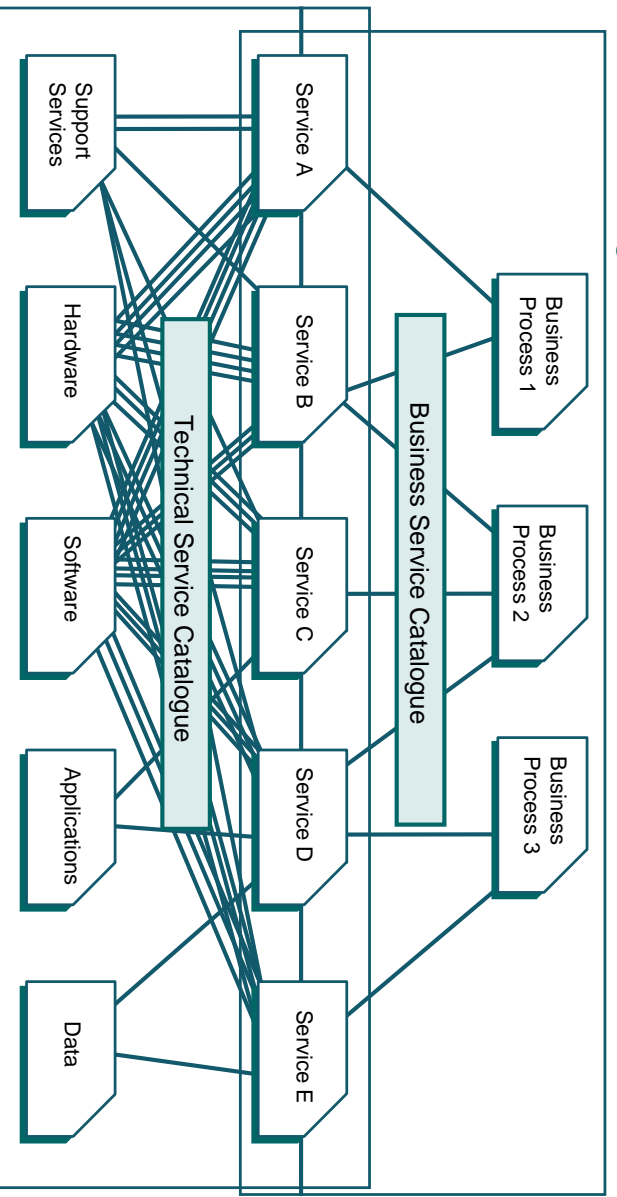 Business
Process 1
Business
Process 2
Business
Process 3
Business Service Catalogue
Service A
Service B
Service C
Service D
Service E
Technical Service Catalogue
Support
Services
Hardware
Software
Applications
Data